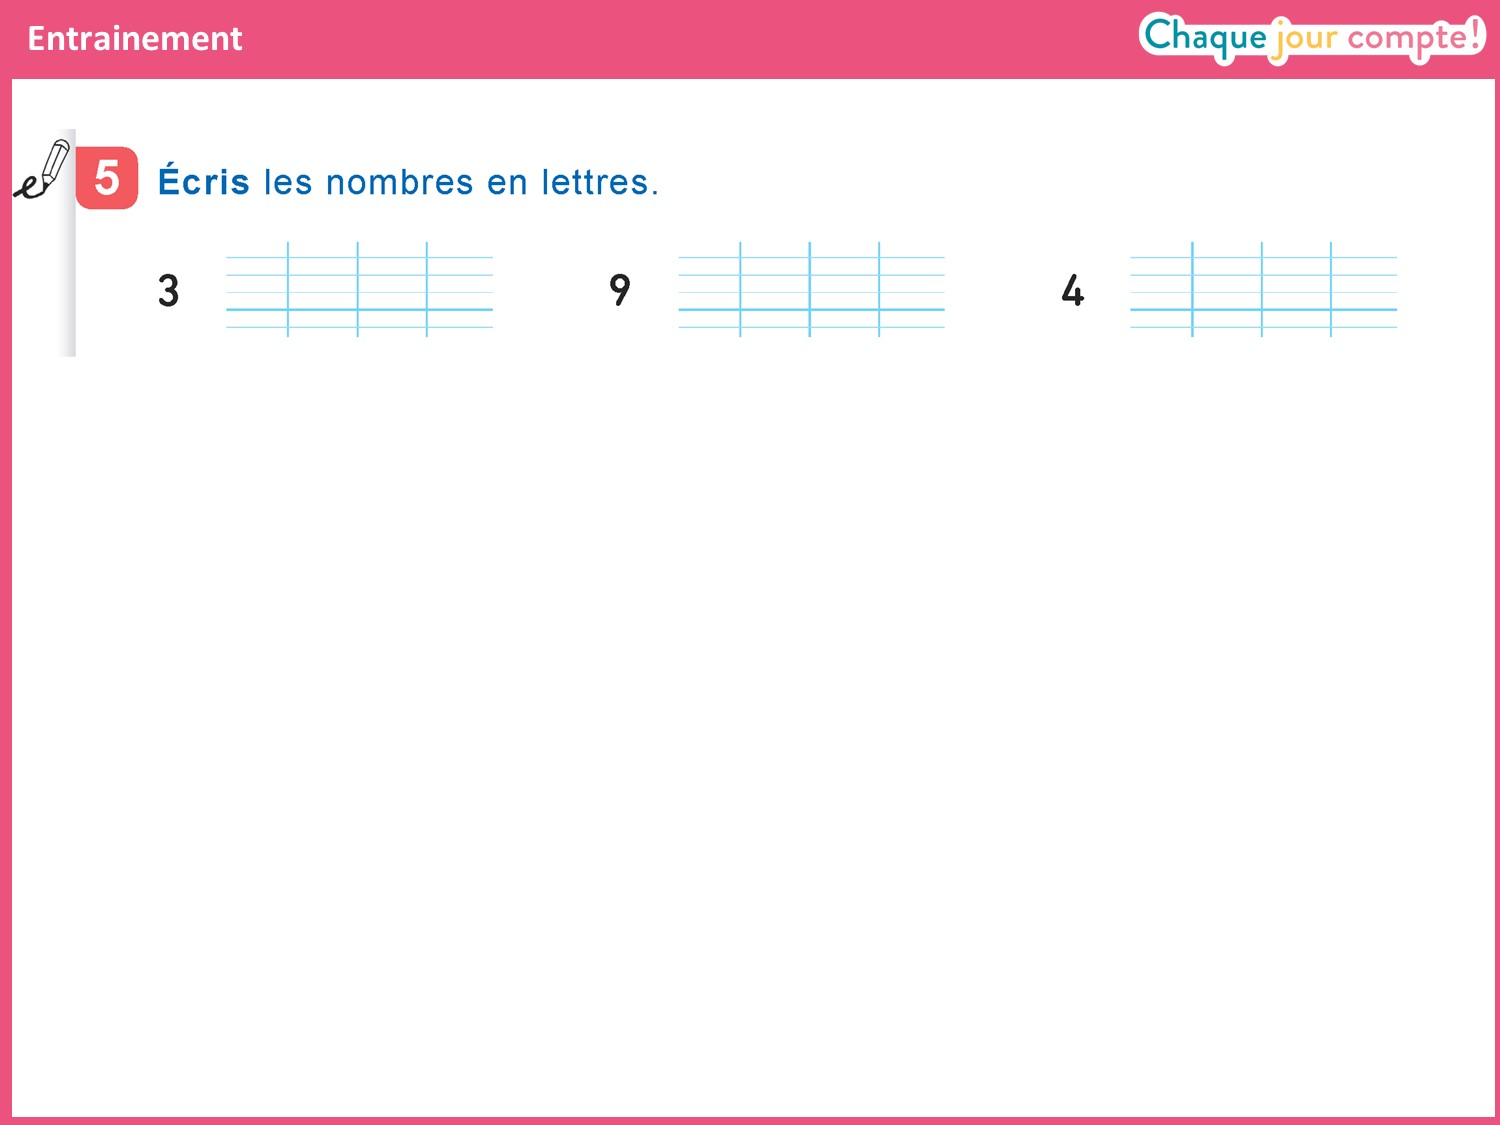 Entrainement
Chaque jour compte!
5 Écris les nombres en lettres.
3 9 4